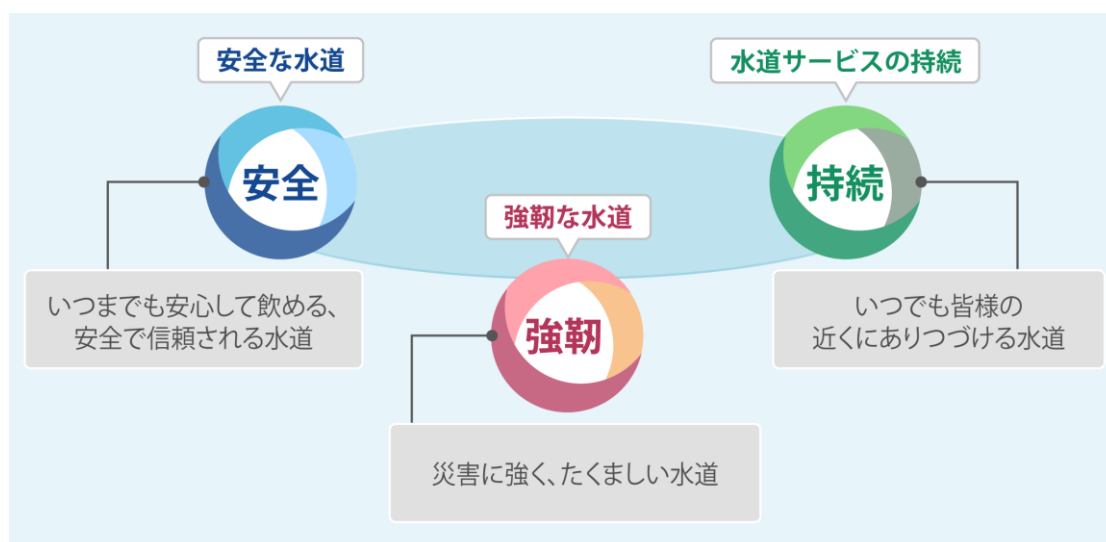 安全な水道
安全
いつまでも安心して飲める、
安全で信頼される水道
強靭な水道
強靭
災害に強く、たくましい水道
水道サービスの持続
持続
いつでも皆様の
近くにありつづける水道